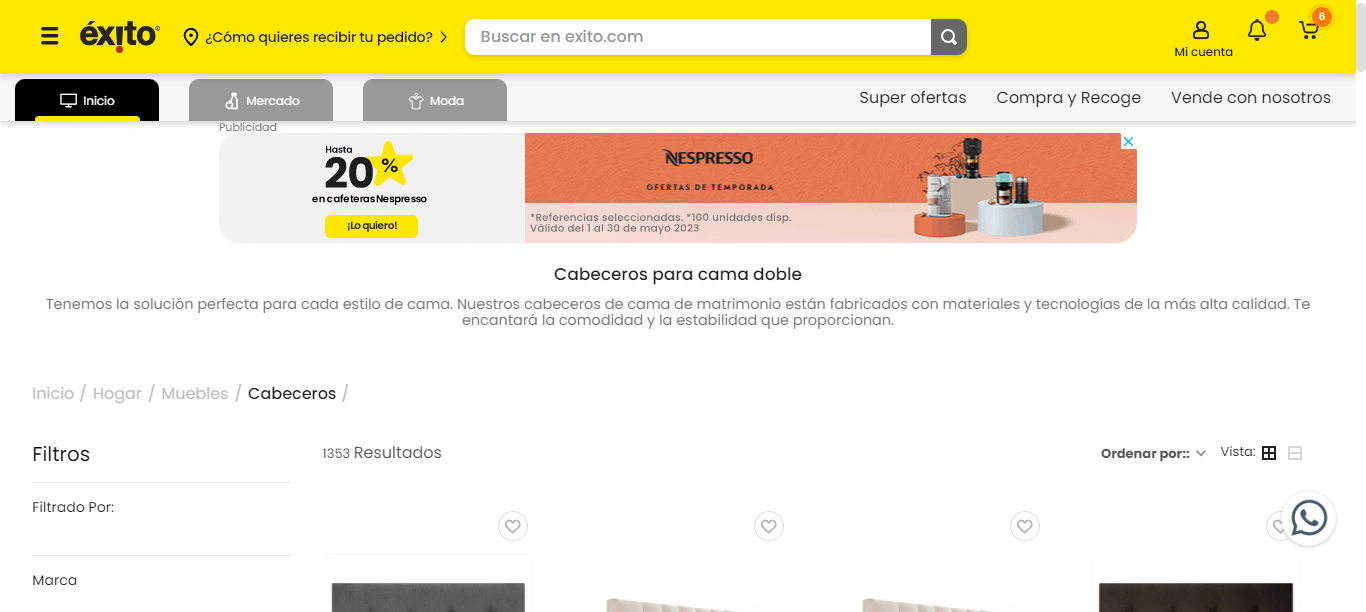 éxito
¿Cómo quieres recibir tu pedido?
Buscar en exito.com
Mi cuenta
6
Inicio
Mercado
Moda
Super ofertas
Compra y Recoge
Vende con nosotros
Publicidad
Hasta
20 %
en cafeteras Nespresso
¡Lo quiero!
NESPRESSO
OFERTAS DE TEMPORADA
*Referencias seleccionadas. *100 unidades disp.
Válido del 1 al 30 de mayo 2023
Cabeceros para cama doble
Tenemos la solución perfecta para cada estilo de cama. Nuestros cabeceros de cama de matrimonio están fabricados con materiales y tecnologías de la más alta calidad. Te
encantará la comodidad y la estabilidad que proporcionan.
Inicio / Hogar / Muebles / Cabeceros /
Filtros
1353 Resultados
Ordenar por::
Vista:
Filtrado Por:
Marca